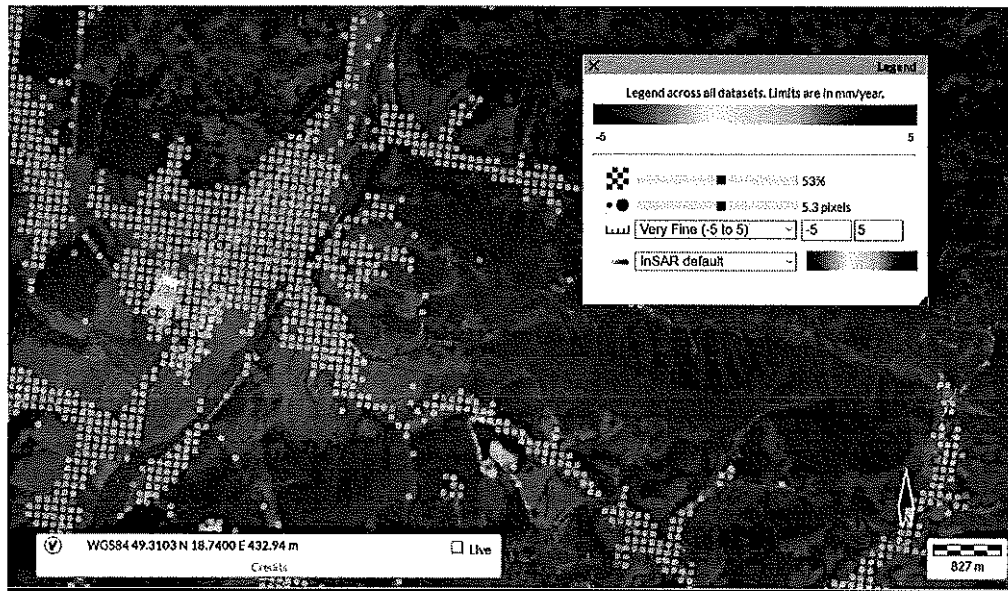 Legend
Legend across all datasets. Limits are in mm/year.
-5 5
53%
5.3 pixels
Very Fine (-5 to 5) -5 5
InSAR default
WGS84 49.3103 N 18.7400 E 432.94 m
Live
Credits
827 m